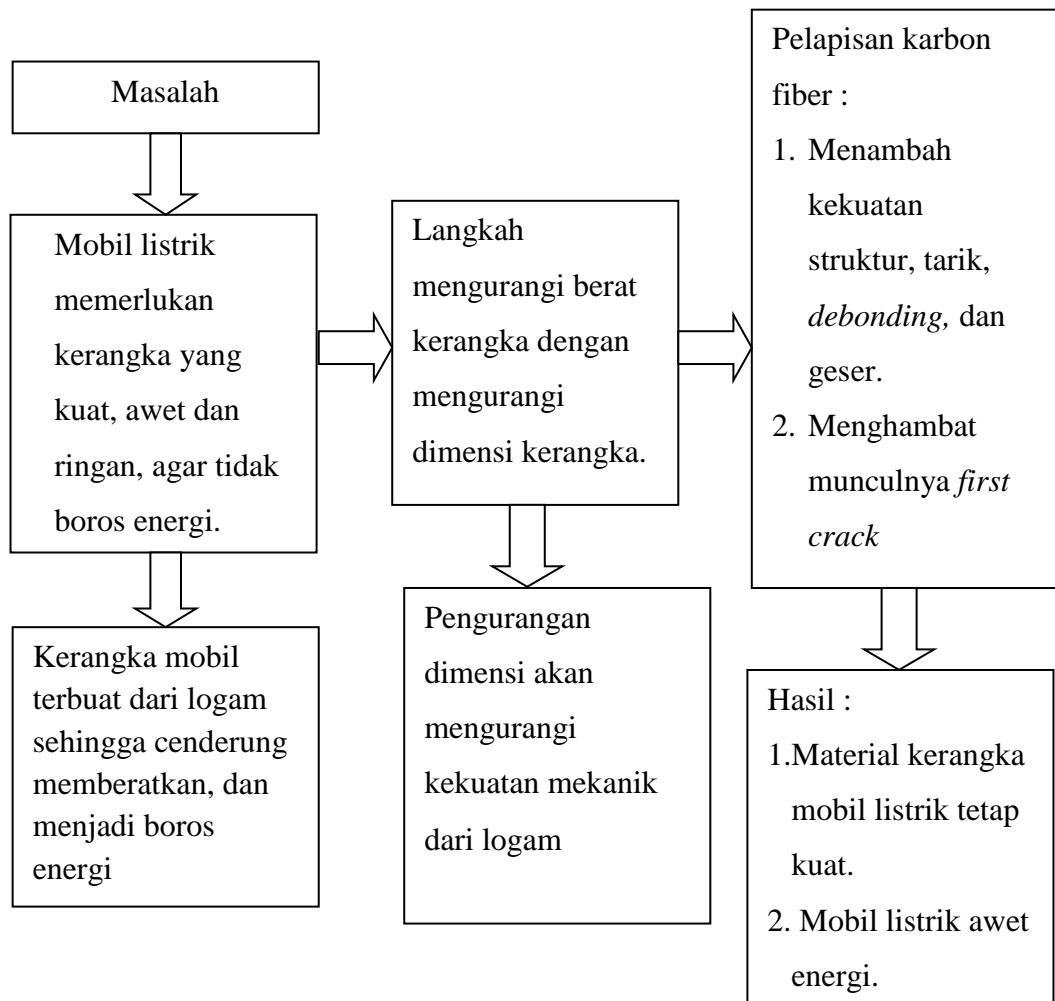 Masalah
Mobil listrik
memerlukan
kerangka yang
kuat, awet dan
ringan, agar tidak
boros energi.
Kerangka mobil
terbuat dari logam
sehingga cenderung
memberatkan, dan
menjadi boros
energi
Langkah
mengurangi berat
kerangka dengan
mengurangi
dimensi kerangka.
Pengurangan
dimensi akan
mengurangi
kekuatan mekanik
dari logam
Pelapisan karbon
fiber :
1. Menambah
kekuatan
struktur, tarik,
debonding, dan
geser.
2. Menghambat
munculnya first
crack
Hasil :
1.Material kerangka
mobil listrik tetap
kuat.
2. Mobil listrik awet
energi.